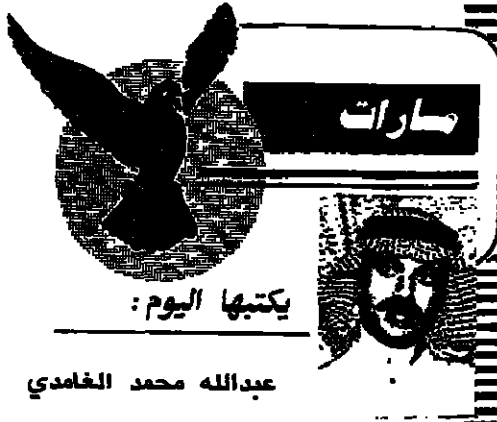 مسارات
يكتبها اليوم:
عبدالله محمد الغامدي